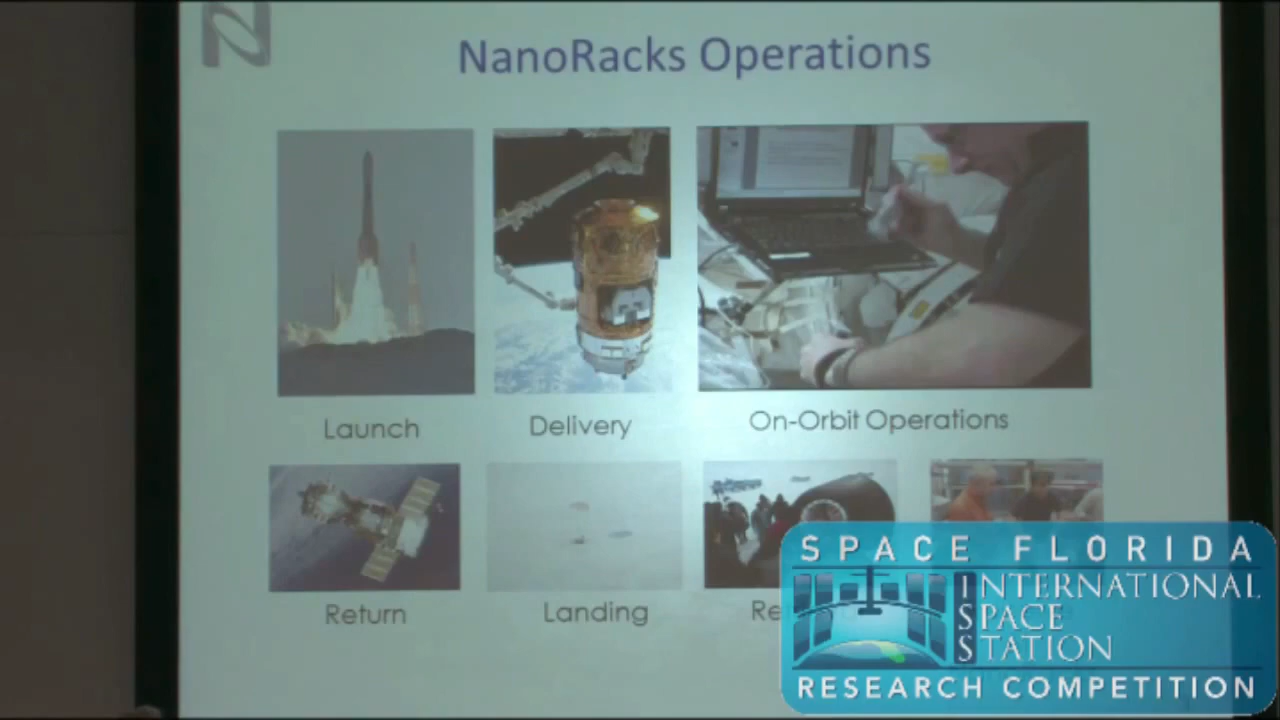 N
NanoRacks Operations
Launch
Delivery
On-Orbit Operations
Return
Landing
Re
SPACE FLORIDA
INTERNATIONAL
SPACE
STATION
RESEARCH COMPETITION